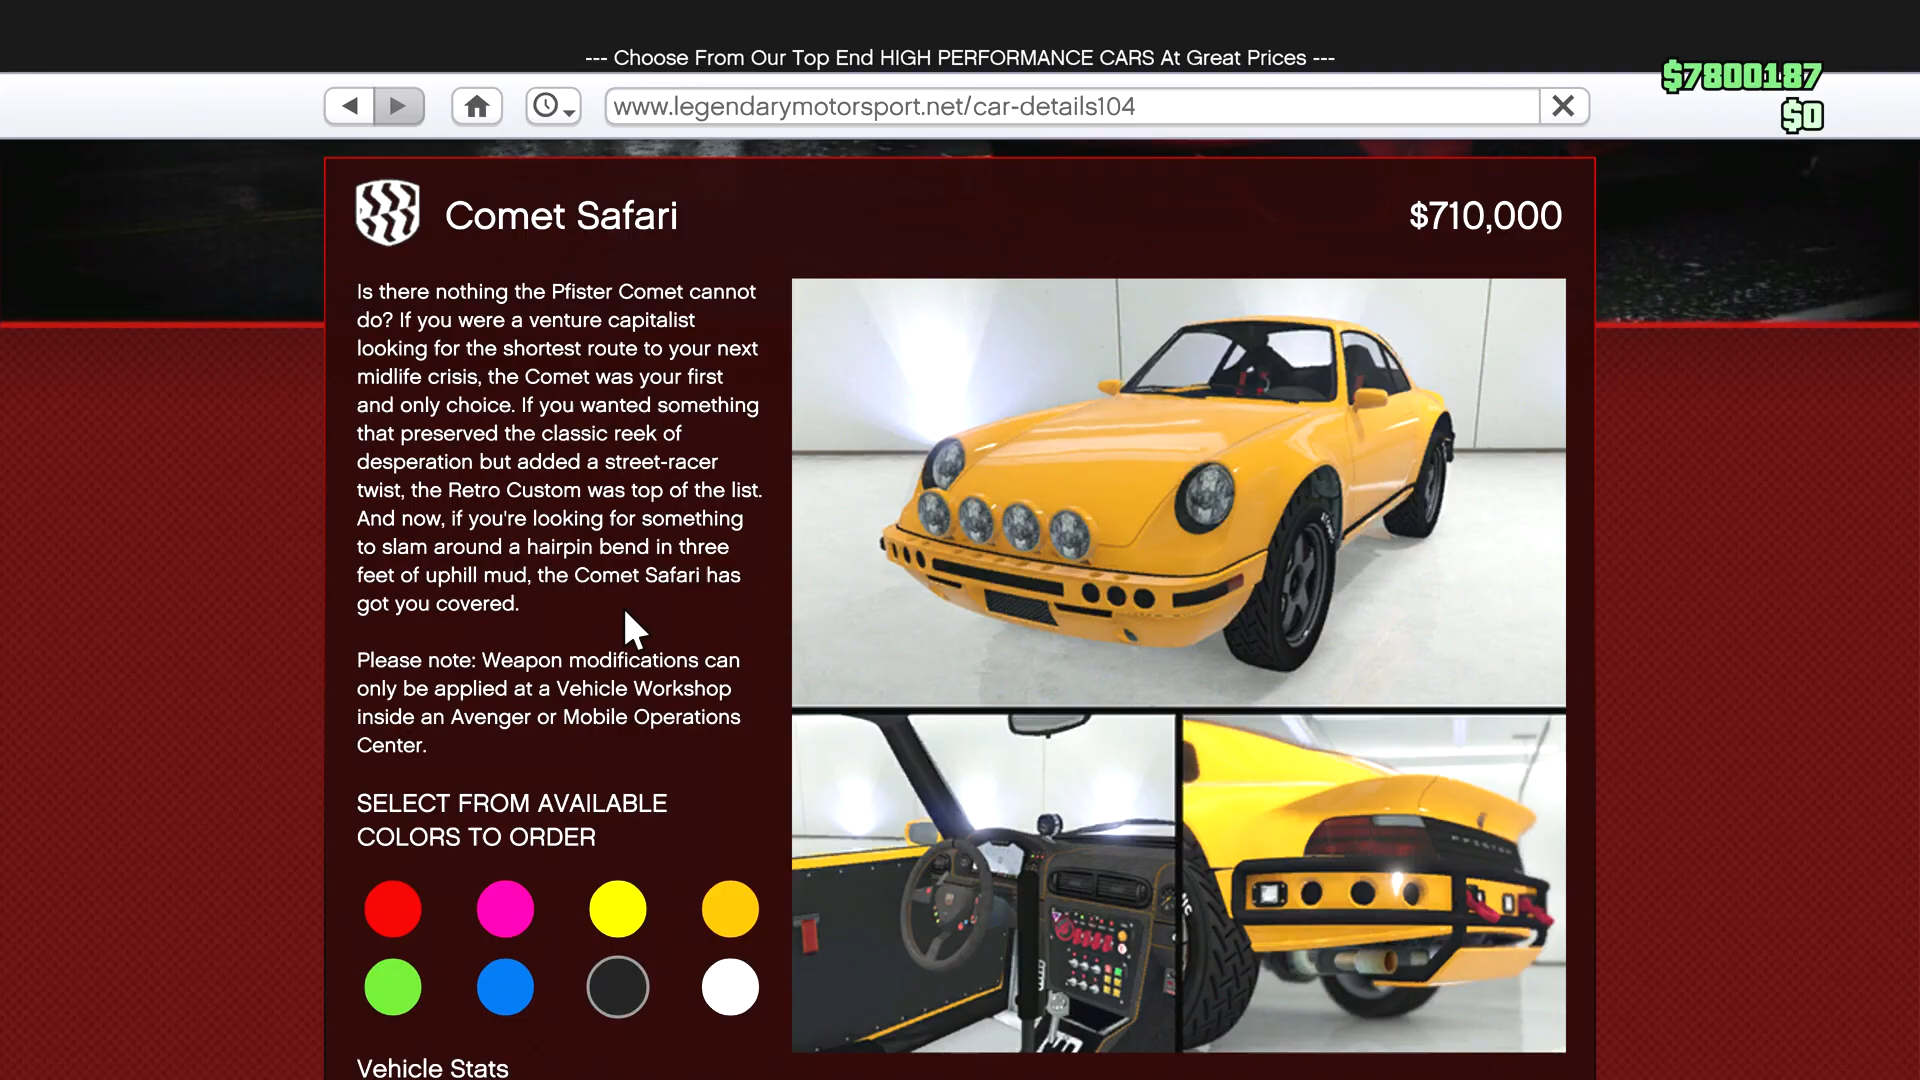 --- Choose From Our Top End HIGH PERFORMANCE CARS At Great Prices ---
$7800187
www.legendarymotorsport.net/car-details104
$0
Comet Safari
$710,000
Is there nothing the Pfister Comet cannot
do? If you were a venture capitalist
looking for the shortest route to your next
midlife crisis, the Comet was your first
and only choice. If you wanted something
that preserved the classic reek of
desperation but added a street-racer
twist, the Retro Custom was top of the list.
And now, if you're looking for something
to slam around a hairpin bend in three
feet of uphill mud, the Comet Safari has
got you covered.
Please note: Weapon modifications can
only be applied at a Vehicle Workshop
inside an Avenger or Mobile Operations
Center.
SELECT FROM AVAILABLE
COLORS TO ORDER
PFISTER
Vehicle Stats